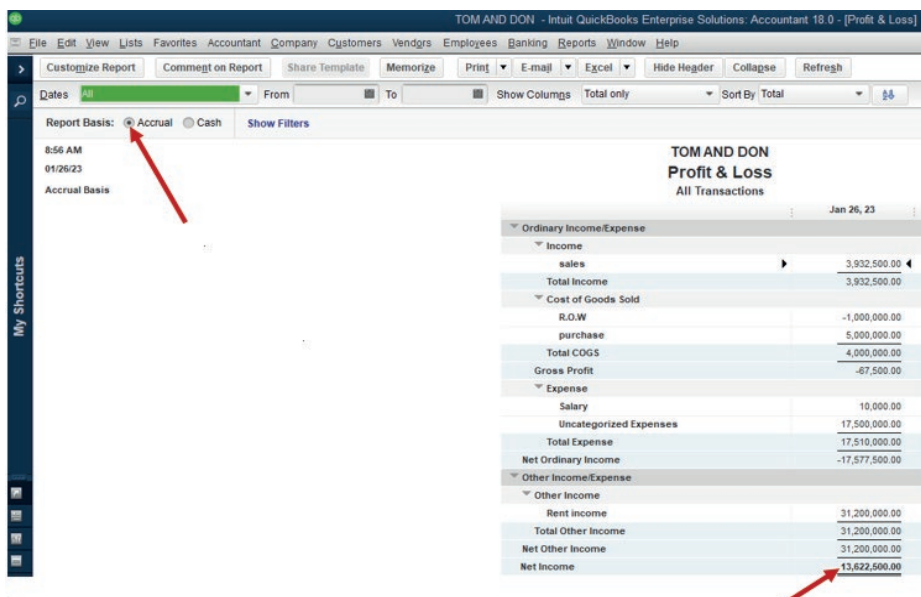 TOM AND DON - Intuit QuickBooks Enterprise Solutions: Accountant 18.0 - [Profit & Loss]
File Edit View Lists Favorites Accountant Company Customers Vendors Employees Banking Reports Window Help
Customize Report Comment on Report Share Template Memorize Print E-mail Excel Hide Header Collapse Refresh
Dates All From To Show Columns Total only Sort By Total
Report Basis: Accrual Cash Show Filters
8:56 AM
01/26/23
Accrual Basis
TOM AND DON
Profit & Loss
All Transactions
Jan 26, 23
Ordinary Income/Expense
Income
sales 3,932,500.00
Total Income 3,932,500.00
Cost of Goods Sold
R.O.W -1,000,000.00
purchase 5,000,000.00
Total COGS 4,000,000.00
Gross Profit -67,500.00
Expense
Salary 10,000.00
Uncategorized Expenses 17,500,000.00
Total Expense 17,510,000.00
Net Ordinary Income -17,577,500.00
Other Income/Expense
Other Income
Rent income 31,200,000.00
Total Other Income 31,200,000.00
Net Other Income 31,200,000.00
Net Income 13,622,500.00
My Shortcuts